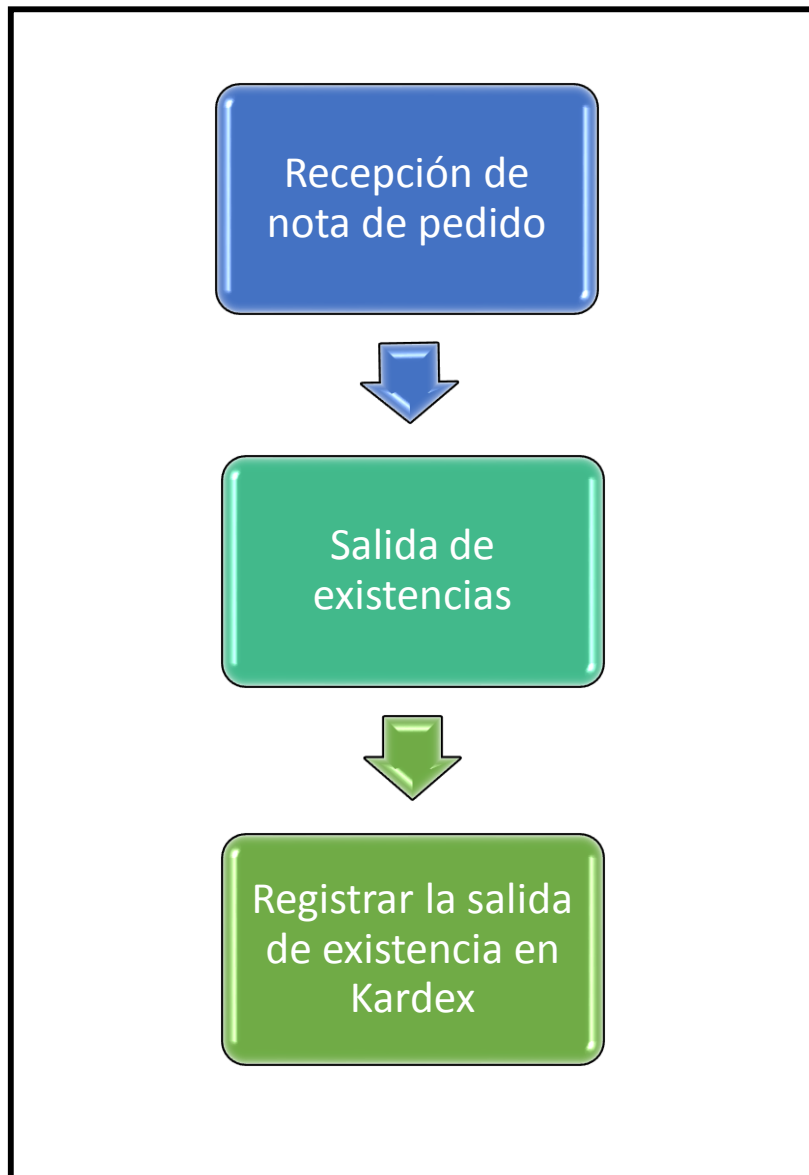 Recepción de
nota de pedido
Salida de
existencias
Registrar la salida
de existencia en
Kardex